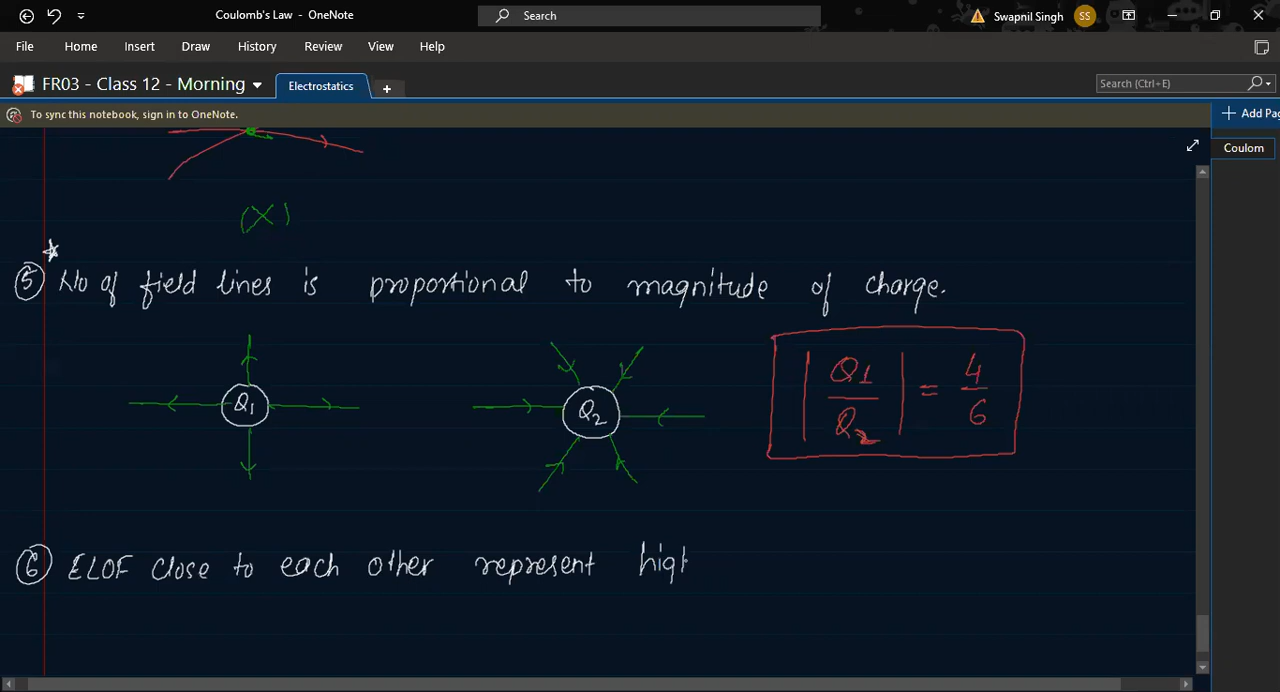 Coulomb's Law - OneNote
Search
Swapnil Singh SS
File Home Insert Draw History Review View Help
FR03 - Class 12 - Morning
Electrostatics
+
Search (Ctrl+E)
To sync this notebook, sign in to OneNote.
+ Add Pag
Coulom
(X)
⑤ * No of field lines is proportional to magnitude of charge.
Q1
Q2
|Q1/Q2| = 4/6
⑥ ELOF close to each other represent high